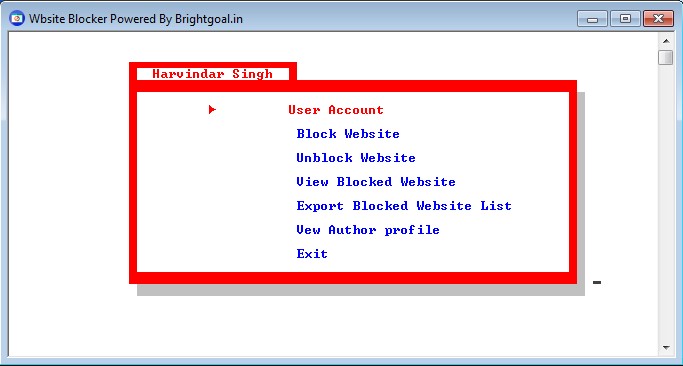 Wbsite Blocker Powered By Brightgoal.in
Harvindar Singh
User Account
Block Website
Unblock Website
View Blocked Website
Export Blocked Website List
Vew Author profile
Exit